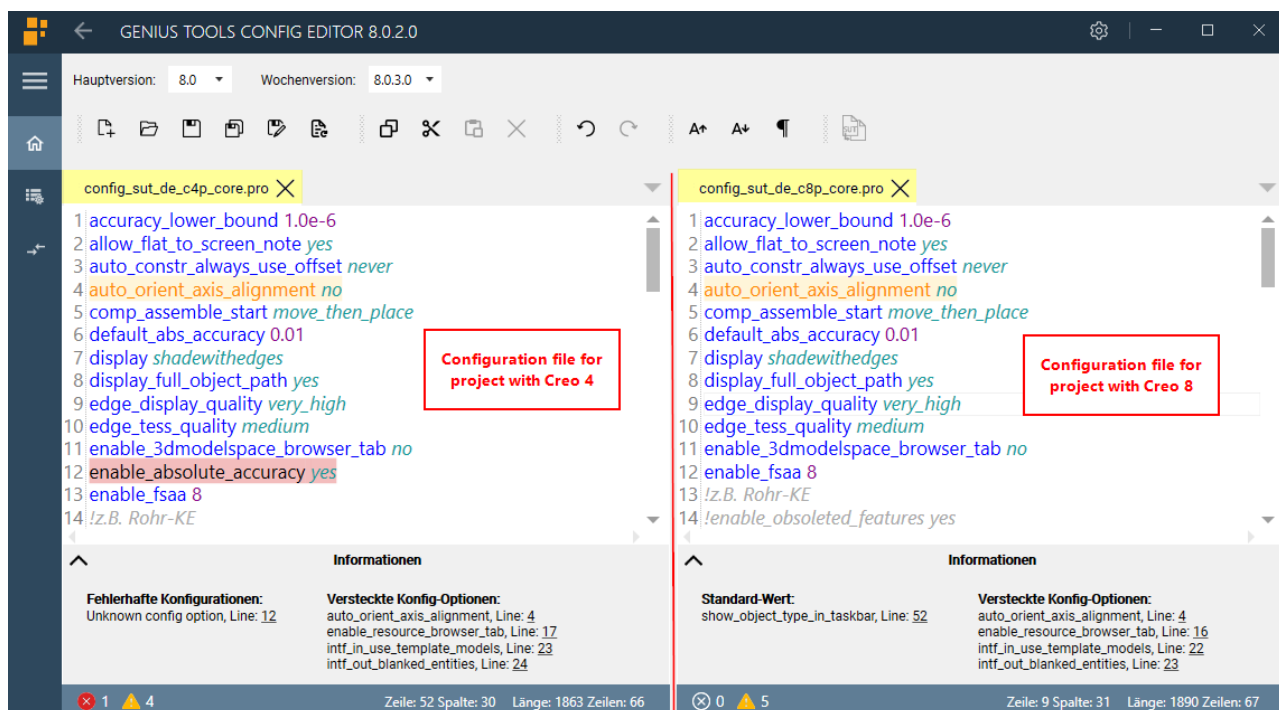 GENIUS TOOLS CONFIG EDITOR 8.0.2.0
Hauptversion: 8.0 Wochenversion: 8.0.3.0
SUT
config_sut_de_c4p_core.pro
1 accuracy_lower_bound 1.0e-6
2 allow_flat_to_screen_note yes
3 auto_constr_always_use_offset never
4 auto_orient_axis_alignment no
5 comp_assemble_start move_then_place
6 default_abs_accuracy 0.01
7 display shadewithedges
8 display_full_object_path yes
9 edge_display_quality very_high
10 edge_tess_quality medium
11 enable_3dmodelspace_browser_tab no
12 enable_absolute_accuracy yes
13 enable_fsaa 8
14 !z.B. Rohr-KE
Configuration file for
project with Creo 4
Informationen
Fehlerhafte Konfigurationen:
Unknown config option, Line: 12
Versteckte Konfig-Optionen:
auto_orient_axis_alignment, Line: 4
enable_resource_browser_tab, Line: 17
intf_in_use_template_models, Line: 23
intf_out_blanked_entities, Line: 24
1 4 Zeile: 52 Spalte: 30 Länge: 1863 Zeilen: 66
config_sut_de_c8p_core.pro
1 accuracy_lower_bound 1.0e-6
2 allow_flat_to_screen_note yes
3 auto_constr_always_use_offset never
4 auto_orient_axis_alignment no
5 comp_assemble_start move_then_place
6 default_abs_accuracy 0.01
7 display shadewithedges
8 display_full_object_path yes
9 edge_display_quality very_high
10 edge_tess_quality medium
11 enable_3dmodelspace_browser_tab no
12 enable_fsaa 8
13 !z.B. Rohr-KE
14 !enable_obsoleted_features yes
Configuration file for
project with Creo 8
Informationen
Standard-Wert:
show_object_type_in_taskbar, Line: 52
Versteckte Konfig-Optionen:
auto_orient_axis_alignment, Line: 4
enable_resource_browser_tab, Line: 16
intf_in_use_template_models, Line: 22
intf_out_blanked_entities, Line: 23
0 5 Zeile: 9 Spalte: 31 Länge: 1890 Zeilen: 67